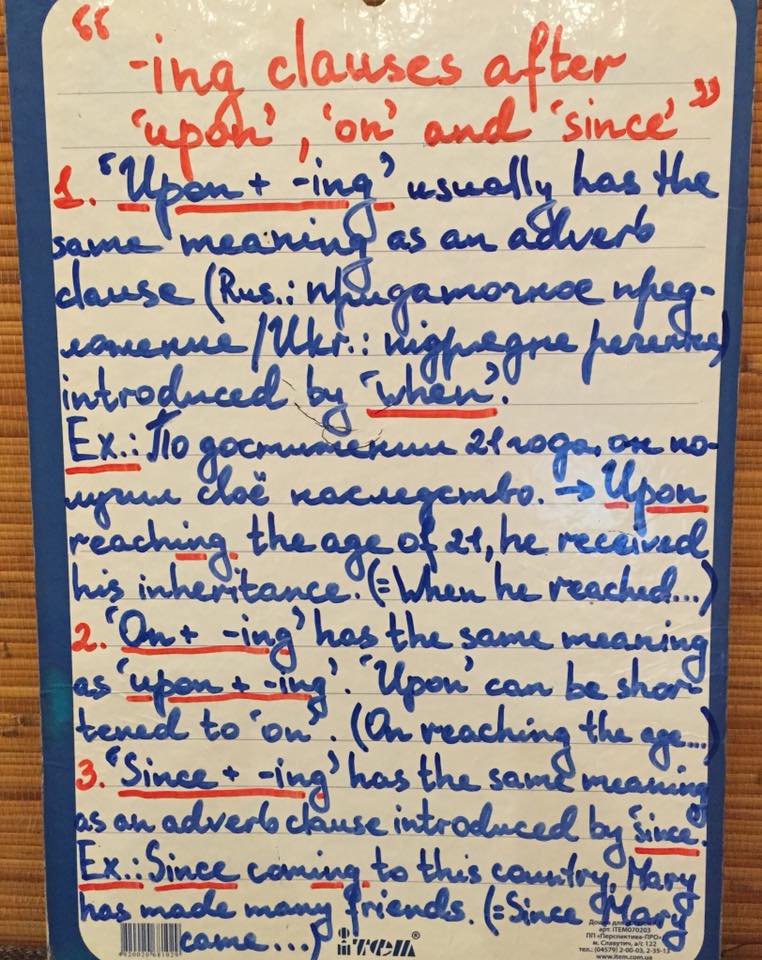 “
-ing clauses after
‘upon’, ‘on’ and ‘since’”
1. ‘Upon + -ing’ usually has the
same meaning as an adverb
clause (Rus.: придаточное пред-
ложение / Ukr.: підрядне речення)
introduced by ‘when’.
Ex.: По достижении 21 года, он по-
лучил своё наследство. → Upon
reaching the age of 21, he received
his inheritance. (= When he reached...)
2. ‘On + -ing’ has the same meaning
as ‘upon + -ing’. ‘Upon’ can be shor-
tened to ‘on’. (On reaching the age...)
3. ‘Since + -ing’ has the same meaning
as an adverb clause introduced by ‘since’.
Ex.: Since coming to this country, Mary
has made many friends. (= Since Mary
came...)
item®
арт. ITEM070203
ПП «Перспектива-ПРО»
м. Славутич, а/с 122
тел.: (04579) 2-00-03, 2-35-13
www.item.com.ua